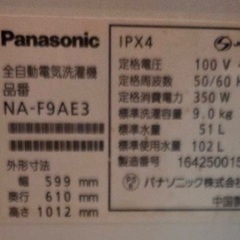 Panasonic
全自動電気洗濯機
品番
NA-F9AE3
外形寸法
幅 599 mm
奥行 610 mm
高さ 1012 mm
IPX4
定格電圧 100 V
定格周波数 50/60
定格消費電力 350 W
標準洗濯容量 9.0 kg
標準水量 51 L
使用水量 102 L
製造番号 164250015
パナソニック株式会
中国